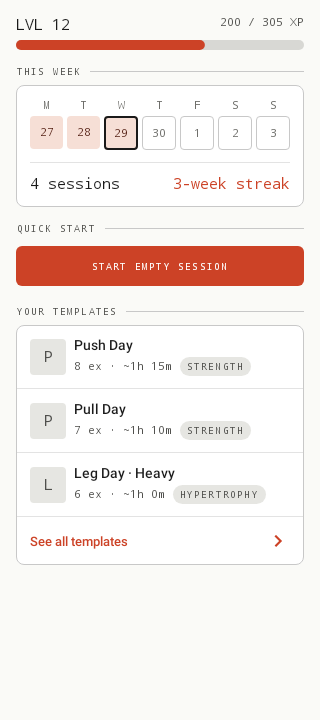 LVL 12
200 / 305 XP
THIS WEEK
M T W T F S S
27 28 29 30 1 2 3
4 sessions
3-week streak
QUICK START
START EMPTY SESSION
YOUR TEMPLATES
P
Push Day
8 ex · ~1h 15m STRENGTH
P
Pull Day
7 ex · ~1h 10m STRENGTH
L
Leg Day · Heavy
6 ex · ~1h 0m HYPERTROPHY
See all templates